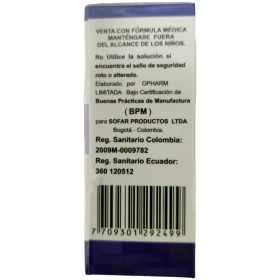 VENTA CON FÓRMULA MÉDICA
MANTÉNGASE FUERA
DEL ALCANCE DE LOS NIÑOS.
No Utilice la solución si
encuentra el sello de seguridad
roto o alterado.
Elaborado por OPHARM
LIMITADA Bajo Certificación de
Buenas Prácticas de Manufactura
(BPM)
para SOFAR PRODUCTOS LTDA
Bogotá - Colombia.
Reg. Sanitario Colombia:
2009M-0009782
Reg. Sanitario Ecuador:
360 120512
7 709301 292499